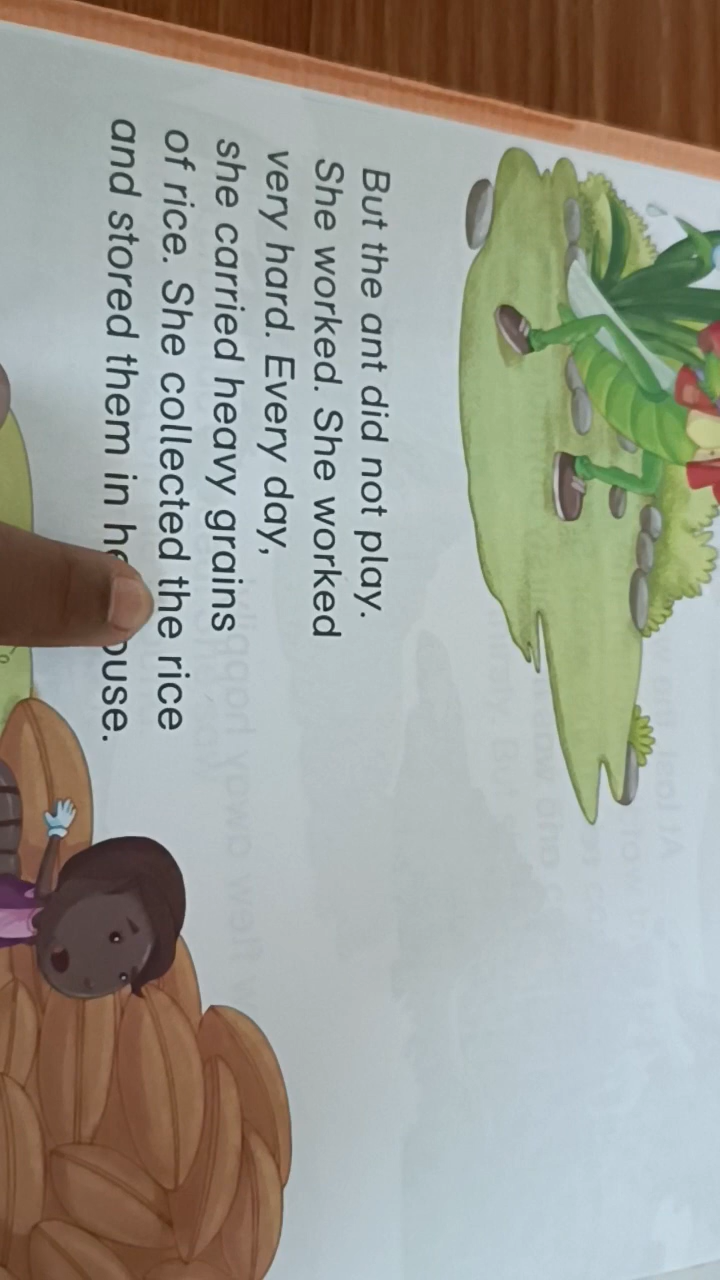 But the ant did not play.
She worked. She worked
very hard. Every day,
she carried heavy grains
of rice. She collected the rice
and stored them in